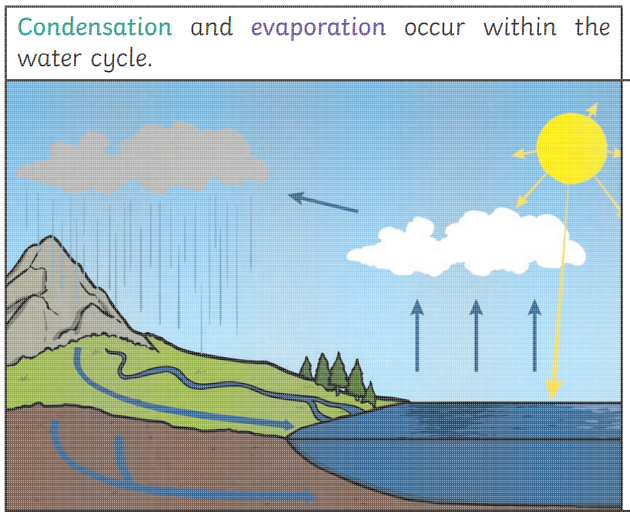 Condensation and evaporation occur within the
water cycle.